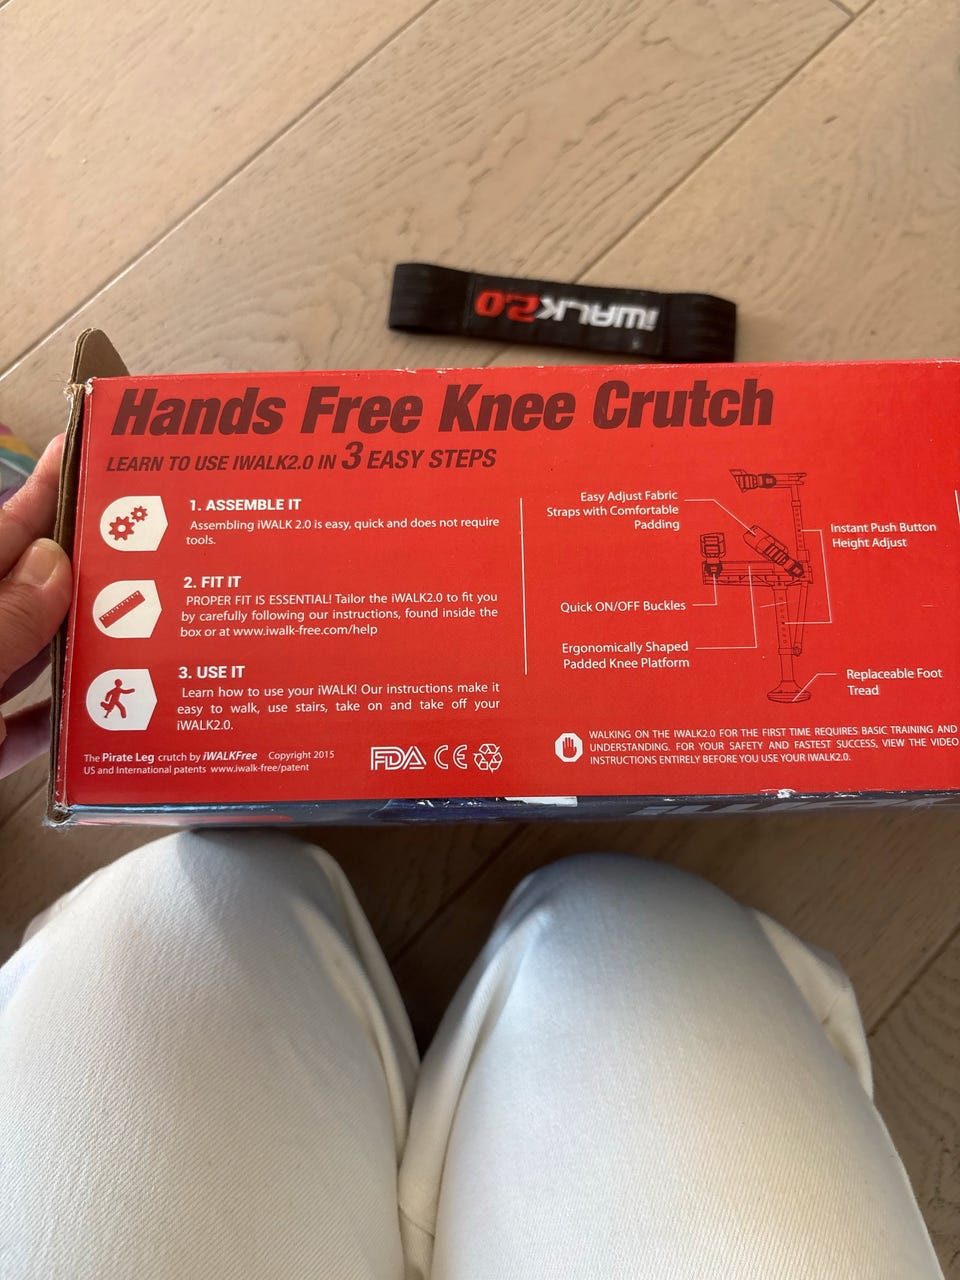 iWALK2.0
Hands Free Knee Crutch
LEARN TO USE IWALK2.0 IN 3 EASY STEPS
1. ASSEMBLE IT
Assembling iWALK 2.0 is easy, quick and does not require
tools.
2. FIT IT
PROPER FIT IS ESSENTIAL! Tailor the iWALK2.0 to fit you
by carefully following our instructions, found inside the
box or at www.iwalk-free.com/help
3. USE IT
Learn how to use your iWALK! Our instructions make it
easy to walk, use stairs, take on and take off your
iWALK2.0.
The Pirate Leg crutch by iWALKFree Copyright 2015
US and International patents www.iwalk-free/patent
FDA CE
Easy Adjust Fabric
Straps with Comfortable
Padding
Instant Push Button
Height Adjust
Quick ON/OFF Buckles
Ergonomically Shaped
Padded Knee Platform
Replaceable Foot
Tread
WALKING ON THE IWALK2.0 FOR THE FIRST TIME REQUIRES BASIC TRAINING AND
UNDERSTANDING. FOR YOUR SAFETY AND FASTEST SUCCESS, VIEW THE VIDEO
INSTRUCTIONS ENTIRELY BEFORE YOU USE YOUR IWALK2.0.